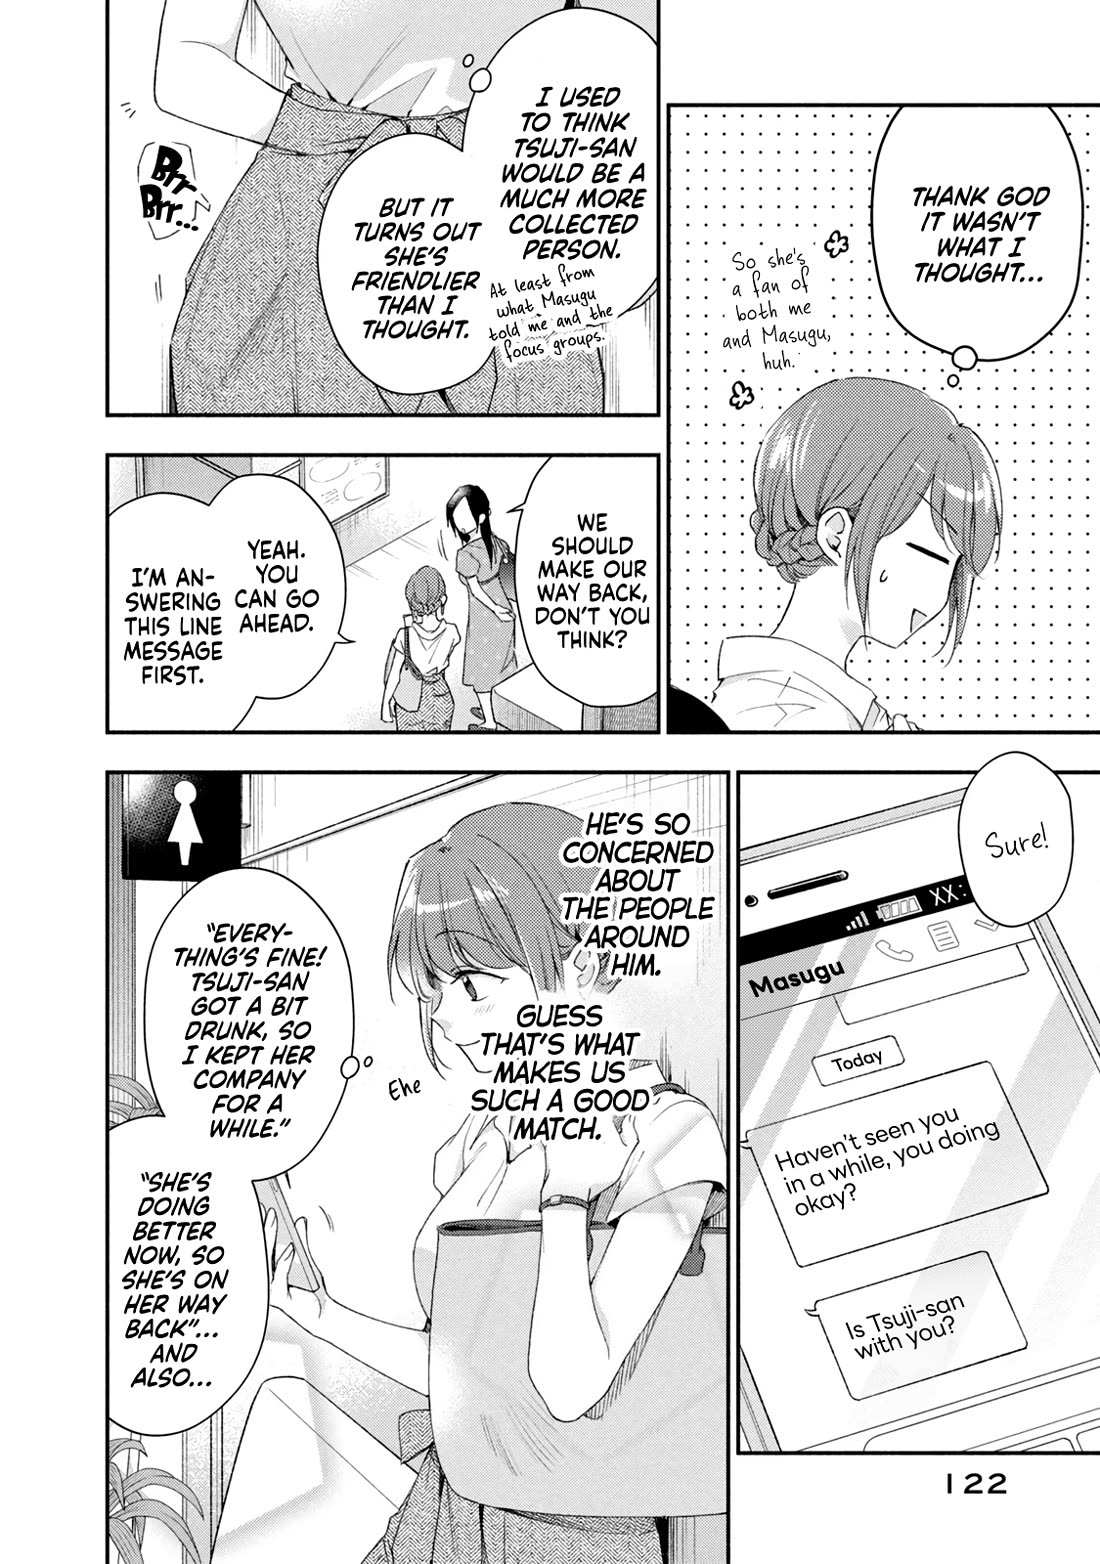 THANK GOD
IT WASN'T
WHAT I
THOUGHT...
So she's
a fan of
both me
and Masugu,
huh.
I USED
TO THINK
TSUJI-SAN
WOULD BE A
MUCH MORE
COLLECTED
PERSON.
At least from
what Masugu
told me and the
focus groups.
BUT IT
TURNS OUT
SHE'S
FRIENDLIER
THAN I
THOUGHT.
Brr
Brr...
WE
SHOULD
MAKE OUR
WAY BACK,
DON'T YOU
THINK?
YEAH.
YOU
CAN GO
AHEAD.
I'M AN-
SWERING
THIS LINE
MESSAGE
FIRST.
Sure!
XX:
Masugu
Today
Haven't seen you
in a while, you doing
okay?
Is Tsuji-san
with you?
HE'S SO
CONCERNED
ABOUT
THE PEOPLE
AROUND
HIM.
GUESS
THAT'S WHAT
MAKES US
SUCH A GOOD
MATCH.
Ehe
"EVERY-
THING'S FINE!
TSUJI-SAN
GOT A BIT
DRUNK, SO
I KEPT HER
COMPANY
FOR A
WHILE."
"SHE'S
DOING
BETTER
NOW, SO
SHE'S ON
HER WAY
BACK"...
AND
ALSO...
122